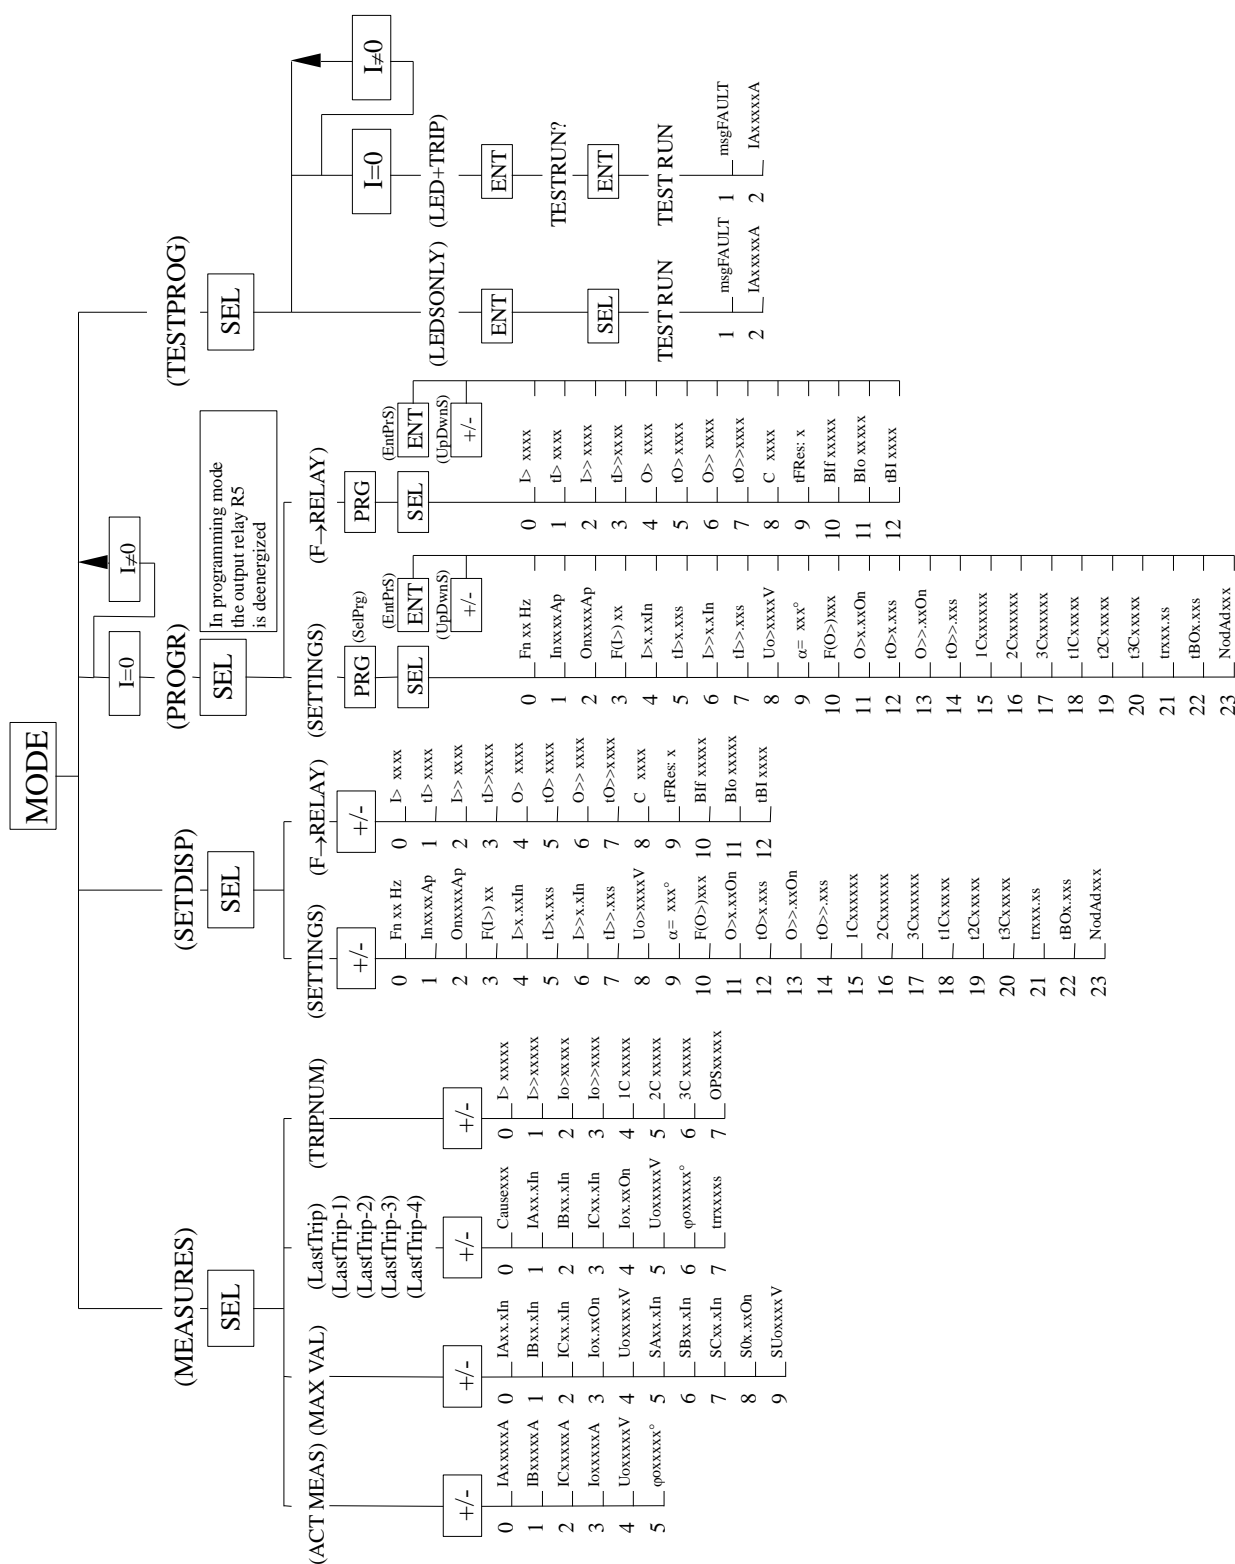 MODE
(MEASURES)
SEL
(ACT MEAS)
+/-
0 IAxxxxxA
1 IBxxxxxA
2 ICxxxxxA
3 IoxxxxxA
4 UoxxxxxV
5 φoxxxxx°
(MAX VAL)
+/-
0 IAxx.xIn
1 IBxx.xIn
2 ICxx.xIn
3 Iox.xxOn
4 UoxxxxxV
5 SAxx.xIn
6 SBxx.xIn
7 SCxx.xIn
8 S0x.xxOn
9 SUoxxxxV
(LastTrip)
(LastTrip-1)
(LastTrip-2)
(LastTrip-3)
(LastTrip-4)
+/-
0 Causexxx
1 IAxx.xIn
2 IBxx.xIn
3 ICxx.xIn
4 Iox.xxOn
5 UoxxxxxV
6 φoxxxxx°
7 trrxxxxs
(TRIPNUM)
+/-
0 I> xxxxx
1 I>>xxxxx
2 Io>xxxxx
3 Io>>xxxx
4 1C xxxxx
5 2C xxxxx
6 3C xxxxx
7 OPSxxxxx
(SETDISP)
SEL
(SETTINGS)
+/-
0 Fn xx Hz
1 InxxxxAp
2 OnxxxxAp
3 F(I>) xx
4 I>x.xxIn
5 tI>x.xxs
6 I>>x.xIn
7 tI>>.xxs
8 Uo>xxxxV
9 α= xxx°
10 F(O>)xxx
11 O>x.xxOn
12 tO>x.xxs
13 O>>.xxOn
14 tO>>.xxs
15 1Cxxxxxx
16 2Cxxxxxx
17 3Cxxxxxx
18 t1Cxxxxx
19 t2Cxxxxx
20 t3Cxxxxx
21 trxxx.xs
22 tBOx.xxs
23 NodAdxxx
(F→RELAY)
+/-
0 I> xxxx
1 tI> xxxx
2 I>> xxxx
3 tI>>xxxx
4 O> xxxx
5 tO> xxxx
6 O>> xxxx
7 tO>>xxxx
8 C xxxx
9 tFRes: x
10 BIf xxxxx
11 BIo xxxxx
12 tBI xxxx
I=0
I≠0
(PROGR)
SEL
In programming mode
the output relay R5
is deenergized
(SETTINGS)
PRG (SelPrg)
SEL
(EntPrS)
ENT
(UpDwnS)
+/-
0 Fn xx Hz
1 InxxxxAp
2 OnxxxxAp
3 F(I>) xx
4 I>x.xxIn
5 tI>x.xxs
6 I>>x.xIn
7 tI>>.xxs
8 Uo>xxxxV
9 α= xxx°
10 F(O>)xxx
11 O>x.xxOn
12 tO>x.xxs
13 O>>.xxOn
14 tO>>.xxs
15 1Cxxxxxx
16 2Cxxxxxx
17 3Cxxxxxx
18 t1Cxxxxx
19 t2Cxxxxx
20 t3Cxxxxx
21 trxxx.xs
22 tBOx.xxs
23 NodAdxxx
(F→RELAY)
PRG
SEL
(EntPrS)
ENT
(UpDwnS)
+/-
0 I> xxxx
1 tI> xxxx
2 I>> xxxx
3 tI>>xxxx
4 O> xxxx
5 tO> xxxx
6 O>> xxxx
7 tO>>xxxx
8 C xxxx
9 tFRes: x
10 BIf xxxxx
11 BIo xxxxx
12 tBI xxxx
(TESTPROG)
SEL
(LEDSONLY)
ENT
SEL
TEST RUN
1 msgFAULT
2 IAxxxxxA
I=0
I≠0
(LED+TRIP)
ENT
TESTRUN?
ENT
TEST RUN
1 msgFAULT
2 IAxxxxxA